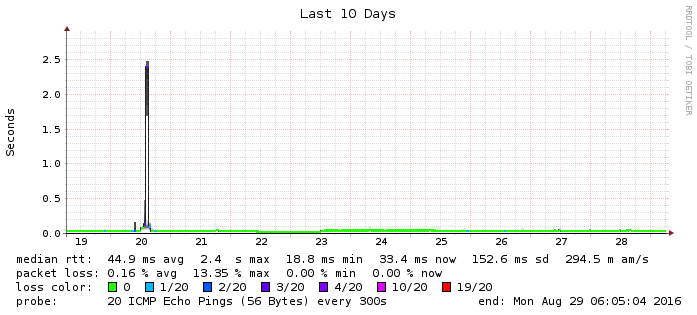 Last 10 Days
RRDTOOL / TOBI OETIKER
Seconds
2.5
2.0
1.5
1.0
0.5
0.0
19 20 21 22 23 24 25 26 27 28
median rtt: 44.9 ms avg 2.4 s max 18.8 ms min 33.4 ms now 152.6 ms sd 294.5 m am/s
packet loss: 0.16 % avg 13.35 % max 0.00 % min 0.00 % now
loss color: 0 1/20 2/20 3/20 4/20 10/20 19/20
probe: 20 ICMP Echo Pings (56 Bytes) every 300s end: Mon Aug 29 06:05:04 2016